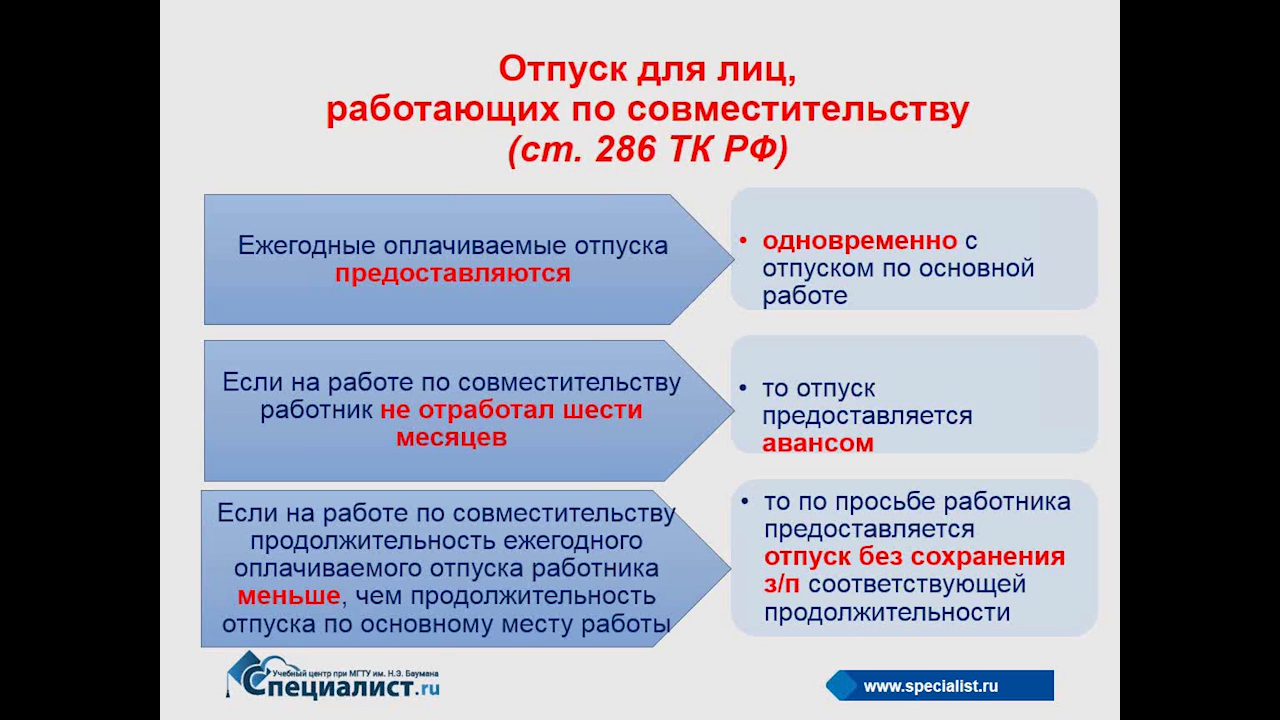 Отпуск для лиц,
работающих по совместительству
(ст. 286 ТК РФ)
Ежегодные оплачиваемые отпуска
предоставляются
• одновременно с
отпуском по основной
работе
Если на работе по совместительству
работник не отработал шести
месяцев
• то отпуск
предоставляется
авансом
Если на работе по совместительству
продолжительность ежегодного
оплачиваемого отпуска работника
меньше, чем продолжительность
отпуска по основному месту работы
• то по просьбе работника
предоставляется
отпуск без сохранения
з/п соответствующей
продолжительности
Учебный центр при МГТУ им. Н.Э. Баумана
Специалист.ru
www.specialist.ru